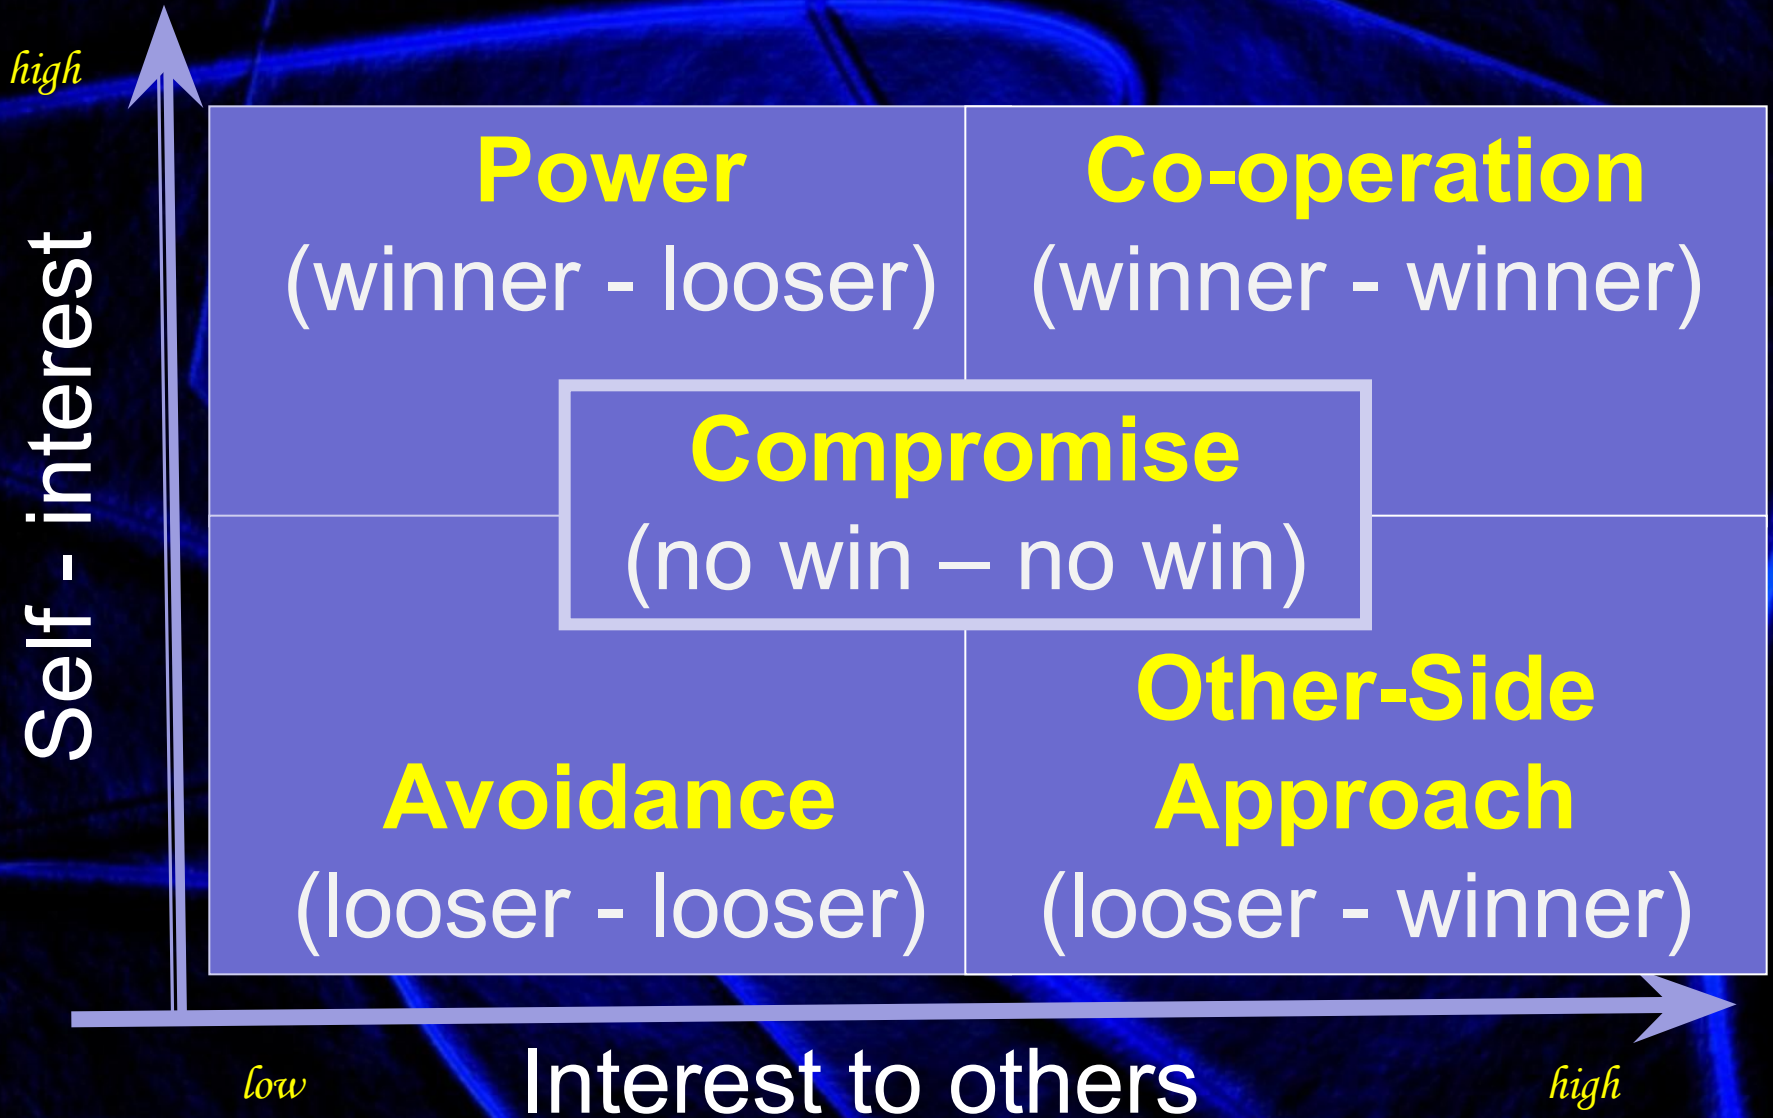 high
Self - interest
Power
(winner - looser)
Co-operation
(winner - winner)
Compromise
(no win – no win)
Avoidance
(looser - looser)
Other-Side
Approach
(looser - winner)
low
Interest to others
high